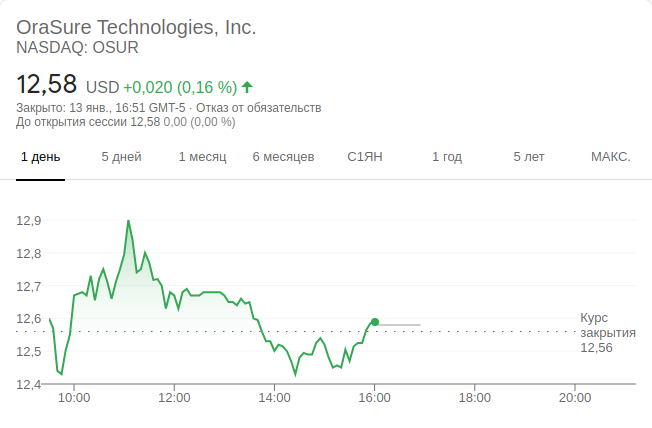 OraSure Technologies, Inc.
NASDAQ: OSUR
12,58 USD +0,020 (0,16 %)
Закрыто: 13 янв., 16:51 GMT-5 · Отказ от обязательств
До открытия сессии 12,58 0,00 (0,00 %)
1 день 5 дней 1 месяц 6 месяцев С1ЯН 1 год 5 лет МАКС.
12,9
12,8
12,7
12,6
12,5
12,4
Курс
закрытия
12,56
10:00 12:00 14:00 16:00 18:00 20:00